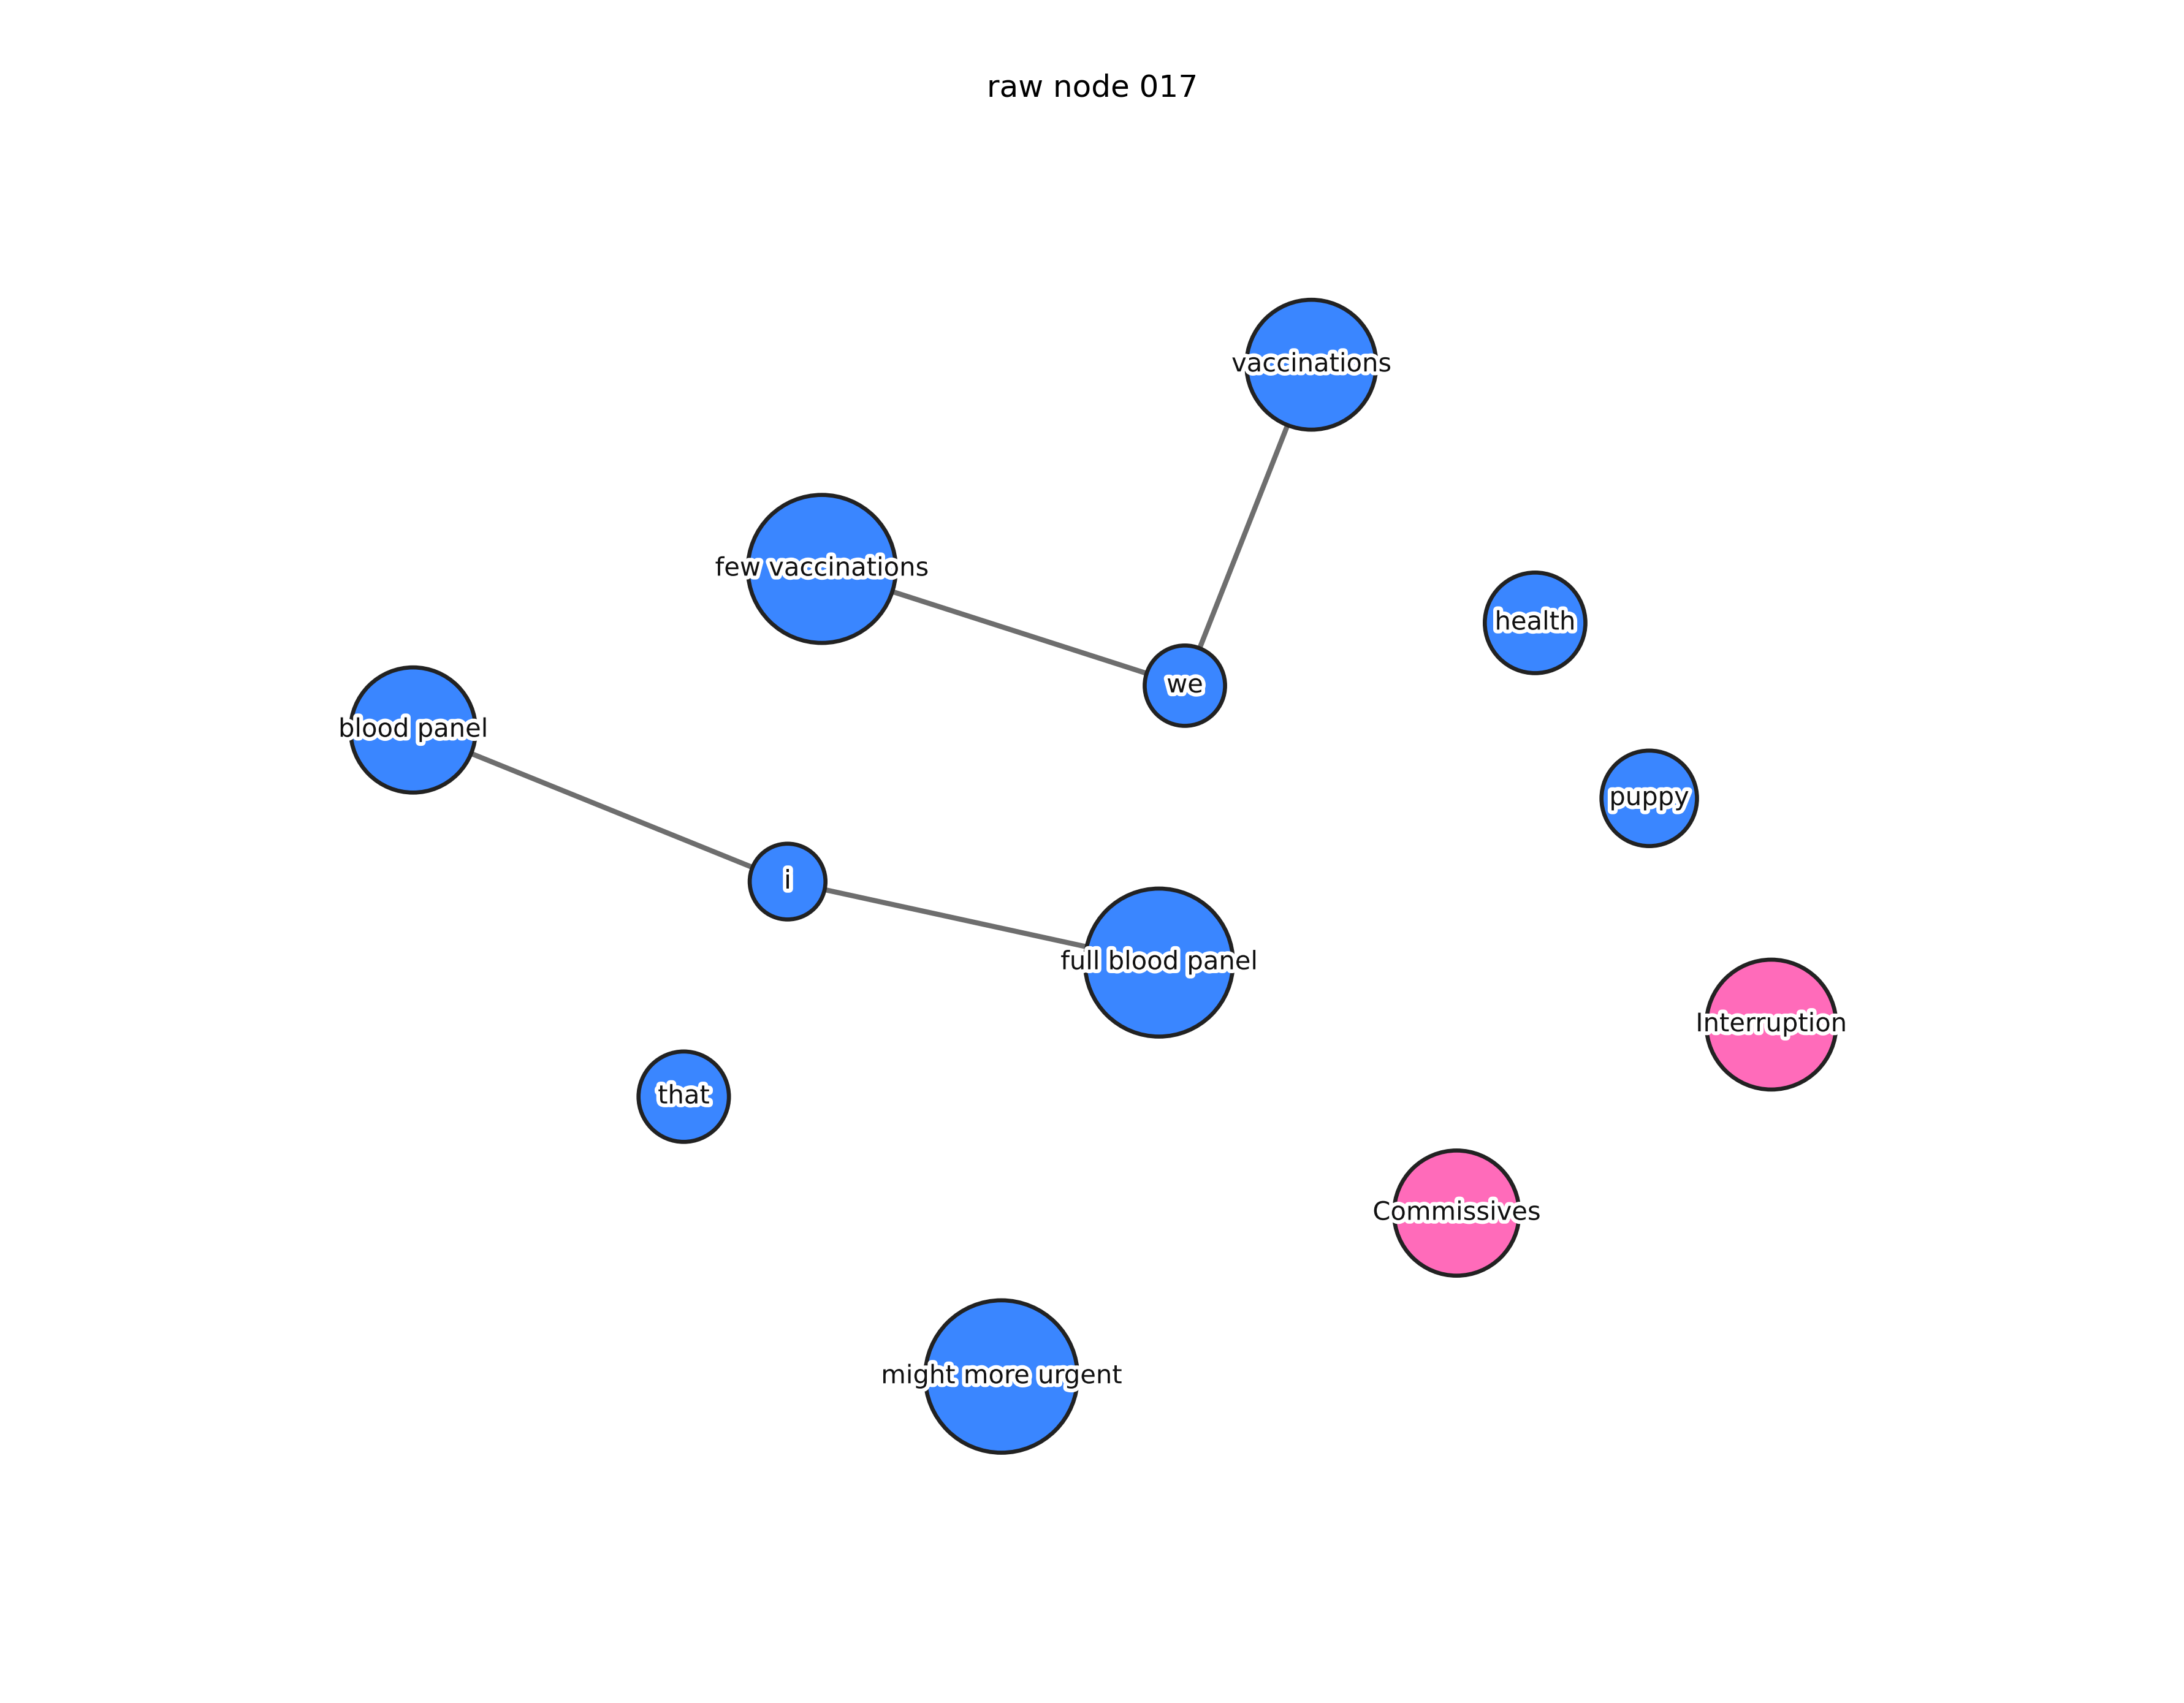 raw node 017
vaccinations
few vaccinations
health
we
blood panel
puppy
i
full blood panel
Interruption
that
Commissives
might more urgent